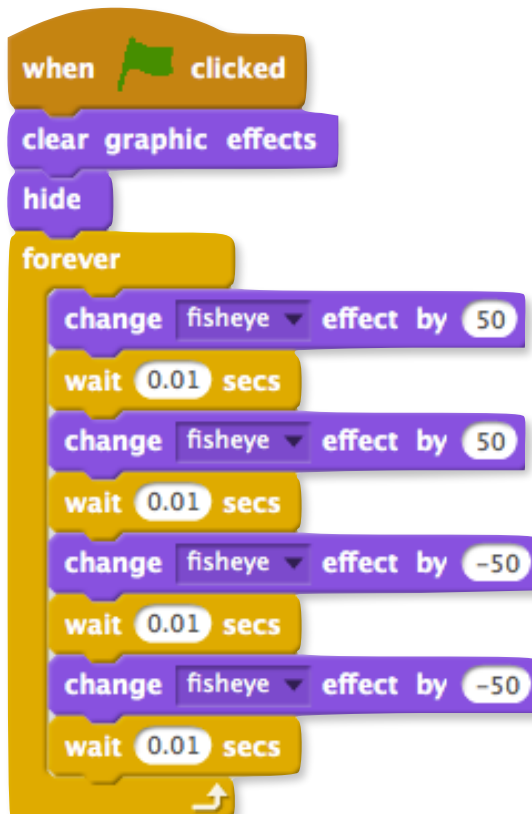 when clicked
clear graphic effects
hide
forever
change fisheye effect by 50
wait 0.01 secs
change fisheye effect by 50
wait 0.01 secs
change fisheye effect by -50
wait 0.01 secs
change fisheye effect by -50
wait 0.01 secs